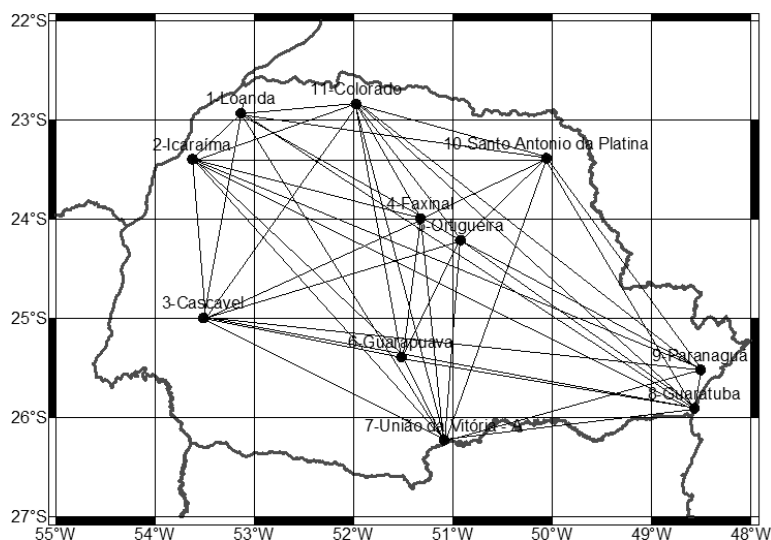 22°S
11-Colorado
1-Loanda
23°S
2-Icaraíma
10-Santo Antonio da Platina
4-Faxinal
24°S
5-Ortigueira
3-Cascavel
25°S
6-Guarapuava
9-Paranaguá
8-Guaratuba
26°S
7-União da Vitória - A
27°S
55°W 54°W 53°W 52°W 51°W 50°W 49°W 48°W